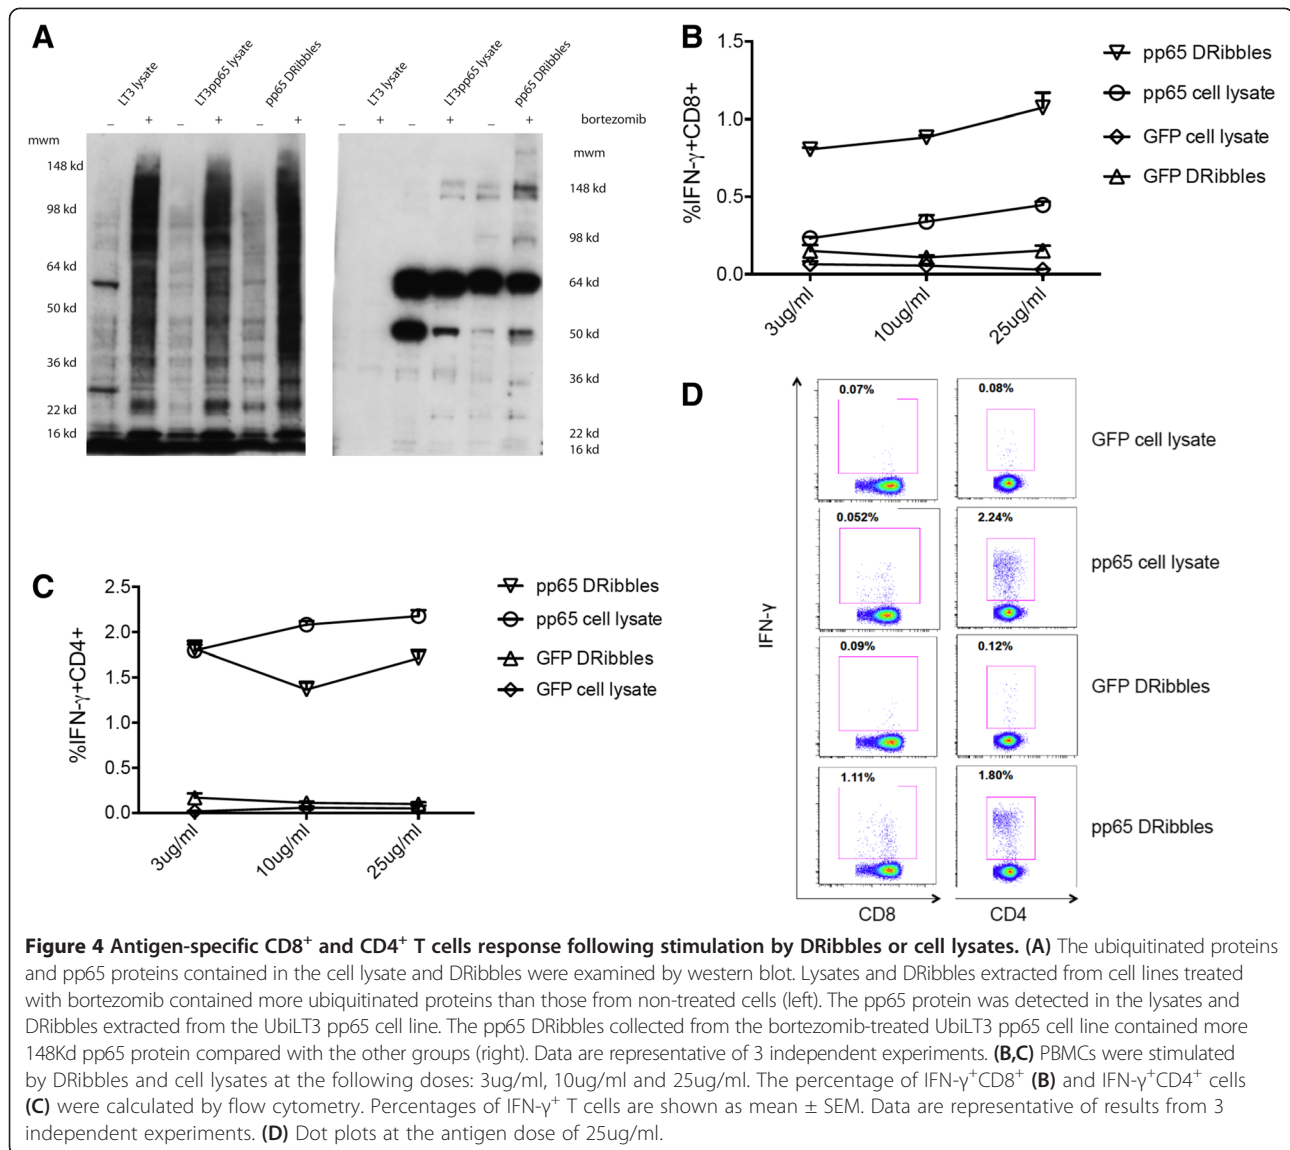 A
LT3 lysate
LT3pp65 lysate
pp65 DRibbles
LT3 lysate
LT3pp65 lysate
pp65 DRibbles
– + – + – +
– + – + – + bortezomib
mwm
148 kd
98 kd
64 kd
50 kd
36 kd
22 kd
16 kd
mwm
148 kd
98 kd
64 kd
50 kd
36 kd
22 kd
16 kd
B
%IFN-γ+CD8+
1.5
1.0
0.5
0.0
3ug/ml
10ug/ml
25ug/ml
pp65 DRibbles
pp65 cell lysate
GFP cell lysate
GFP DRibbles
C
%IFN-γ+CD4+
2.5
2.0
1.5
1.0
0.5
0.0
3ug/ml
10ug/ml
25ug/ml
pp65 DRibbles
pp65 cell lysate
GFP DRibbles
GFP cell lysate
D
IFN-γ
0.07%
0.08%
GFP cell lysate
0.052%
2.24%
pp65 cell lysate
0.09%
0.12%
GFP DRibbles
1.11%
1.80%
pp65 DRibbles
CD8
CD4
Figure 4 Antigen-specific CD8⁺ and CD4⁺ T cells response following stimulation by DRibbles or cell lysates. (A) The ubiquitinated proteins
and pp65 proteins contained in the cell lysate and DRibbles were examined by western blot. Lysates and DRibbles extracted from cell lines treated
with bortezomib contained more ubiquitinated proteins than those from non-treated cells (left). The pp65 protein was detected in the lysates and
DRibbles extracted from the UbiLT3 pp65 cell line. The pp65 DRibbles collected from the bortezomib-treated UbiLT3 pp65 cell line contained more
148Kd pp65 protein compared with the other groups (right). Data are representative of 3 independent experiments. (B,C) PBMCs were stimulated
by DRibbles and cell lysates at the following doses: 3ug/ml, 10ug/ml and 25ug/ml. The percentage of IFN-γ⁺CD8⁺ (B) and IFN-γ⁺CD4⁺ cells
(C) were calculated by flow cytometry. Percentages of IFN-γ⁺ T cells are shown as mean ± SEM. Data are representative of results from 3
independent experiments. (D) Dot plots at the antigen dose of 25ug/ml.